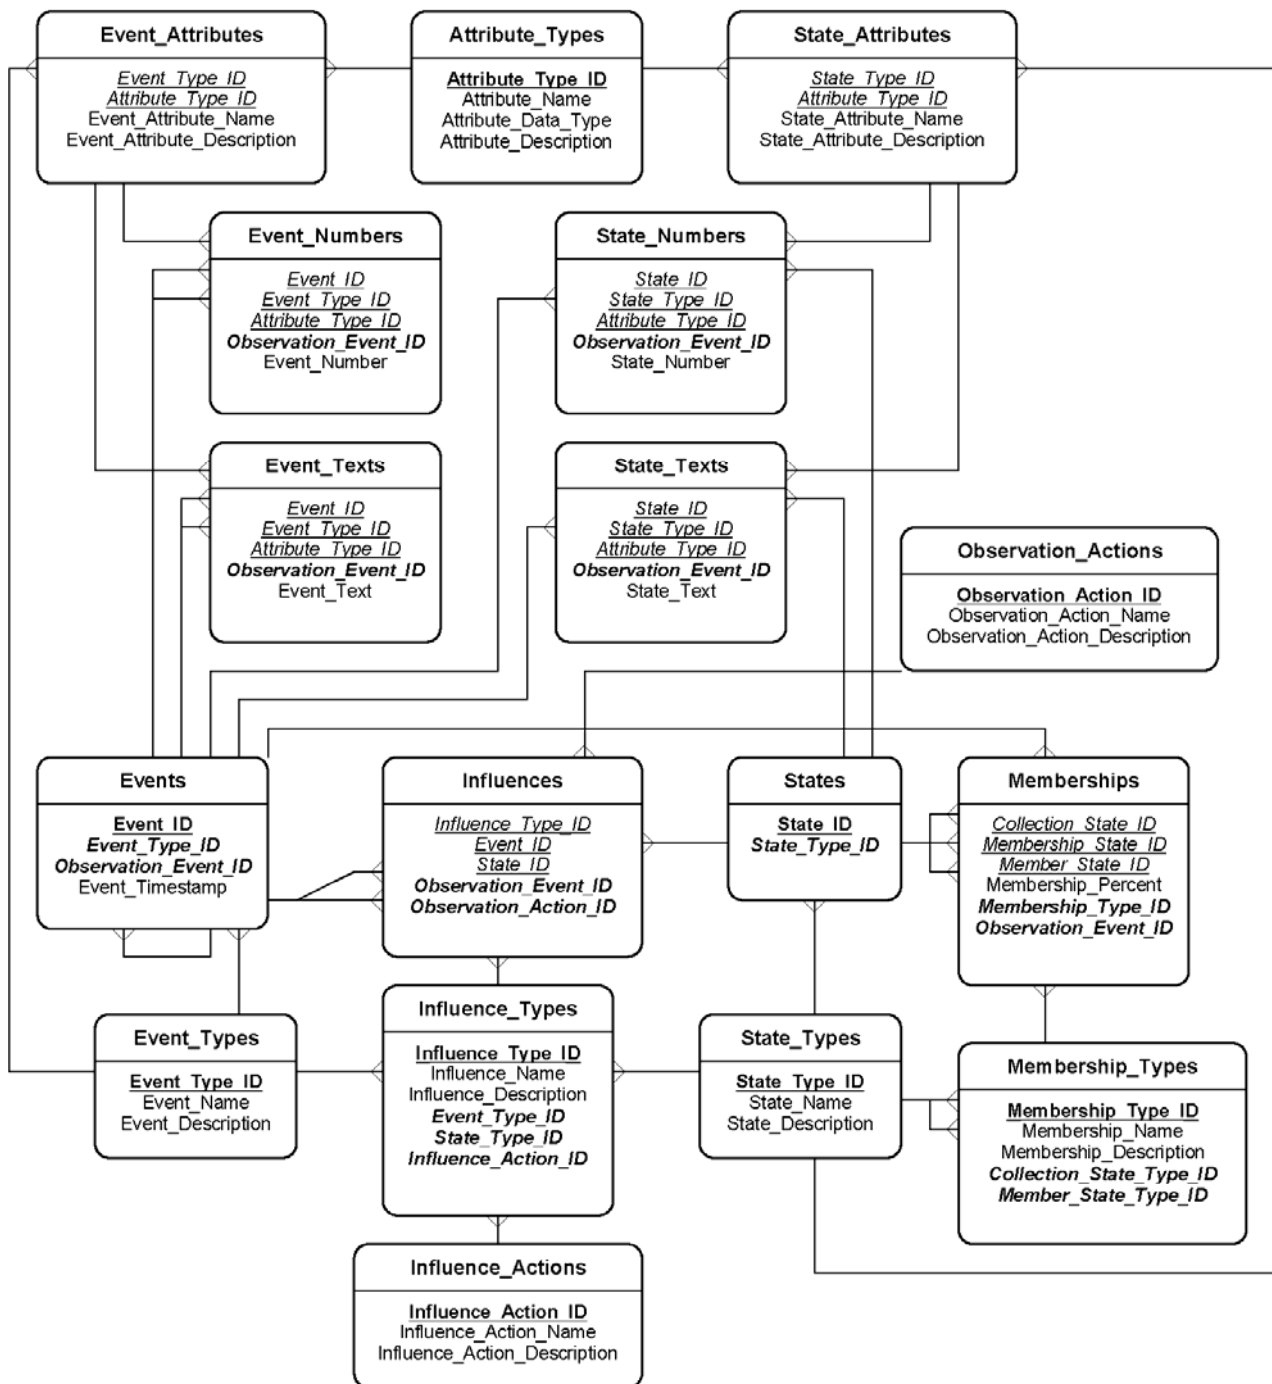 Event_Attributes
Event_Type_ID
Attribute_Type_ID
Event_Attribute_Name
Event_Attribute_Description
Attribute_Types
Attribute_Type_ID
Attribute_Name
Attribute_Data_Type
Attribute_Description
State_Attributes
State_Type_ID
Attribute_Type_ID
State_Attribute_Name
State_Attribute_Description
Event_Numbers
Event_ID
Event_Type_ID
Attribute_Type_ID
Observation_Event_ID
Event_Number
State_Numbers
State_ID
State_Type_ID
Attribute_Type_ID
Observation_Event_ID
State_Number
Event_Texts
Event_ID
Event_Type_ID
Attribute_Type_ID
Observation_Event_ID
Event_Text
State_Texts
State_ID
State_Type_ID
Attribute_Type_ID
Observation_Event_ID
State_Text
Observation_Actions
Observation_Action_ID
Observation_Action_Name
Observation_Action_Description
Events
Event_ID
Event_Type_ID
Observation_Event_ID
Event_Timestamp
Influences
Influence_Type_ID
Event_ID
State_ID
Observation_Event_ID
Observation_Action_ID
States
State_ID
State_Type_ID
Memberships
Collection_State_ID
Membership_State_ID
Member_State_ID
Membership_Percent
Membership_Type_ID
Observation_Event_ID
Event_Types
Event_Type_ID
Event_Name
Event_Description
Influence_Types
Influence_Type_ID
Influence_Name
Influence_Description
Event_Type_ID
State_Type_ID
Influence_Action_ID
State_Types
State_Type_ID
State_Name
State_Description
Membership_Types
Membership_Type_ID
Membership_Name
Membership_Description
Collection_State_Type_ID
Member_State_Type_ID
Influence_Actions
Influence_Action_ID
Influence_Action_Name
Influence_Action_Description